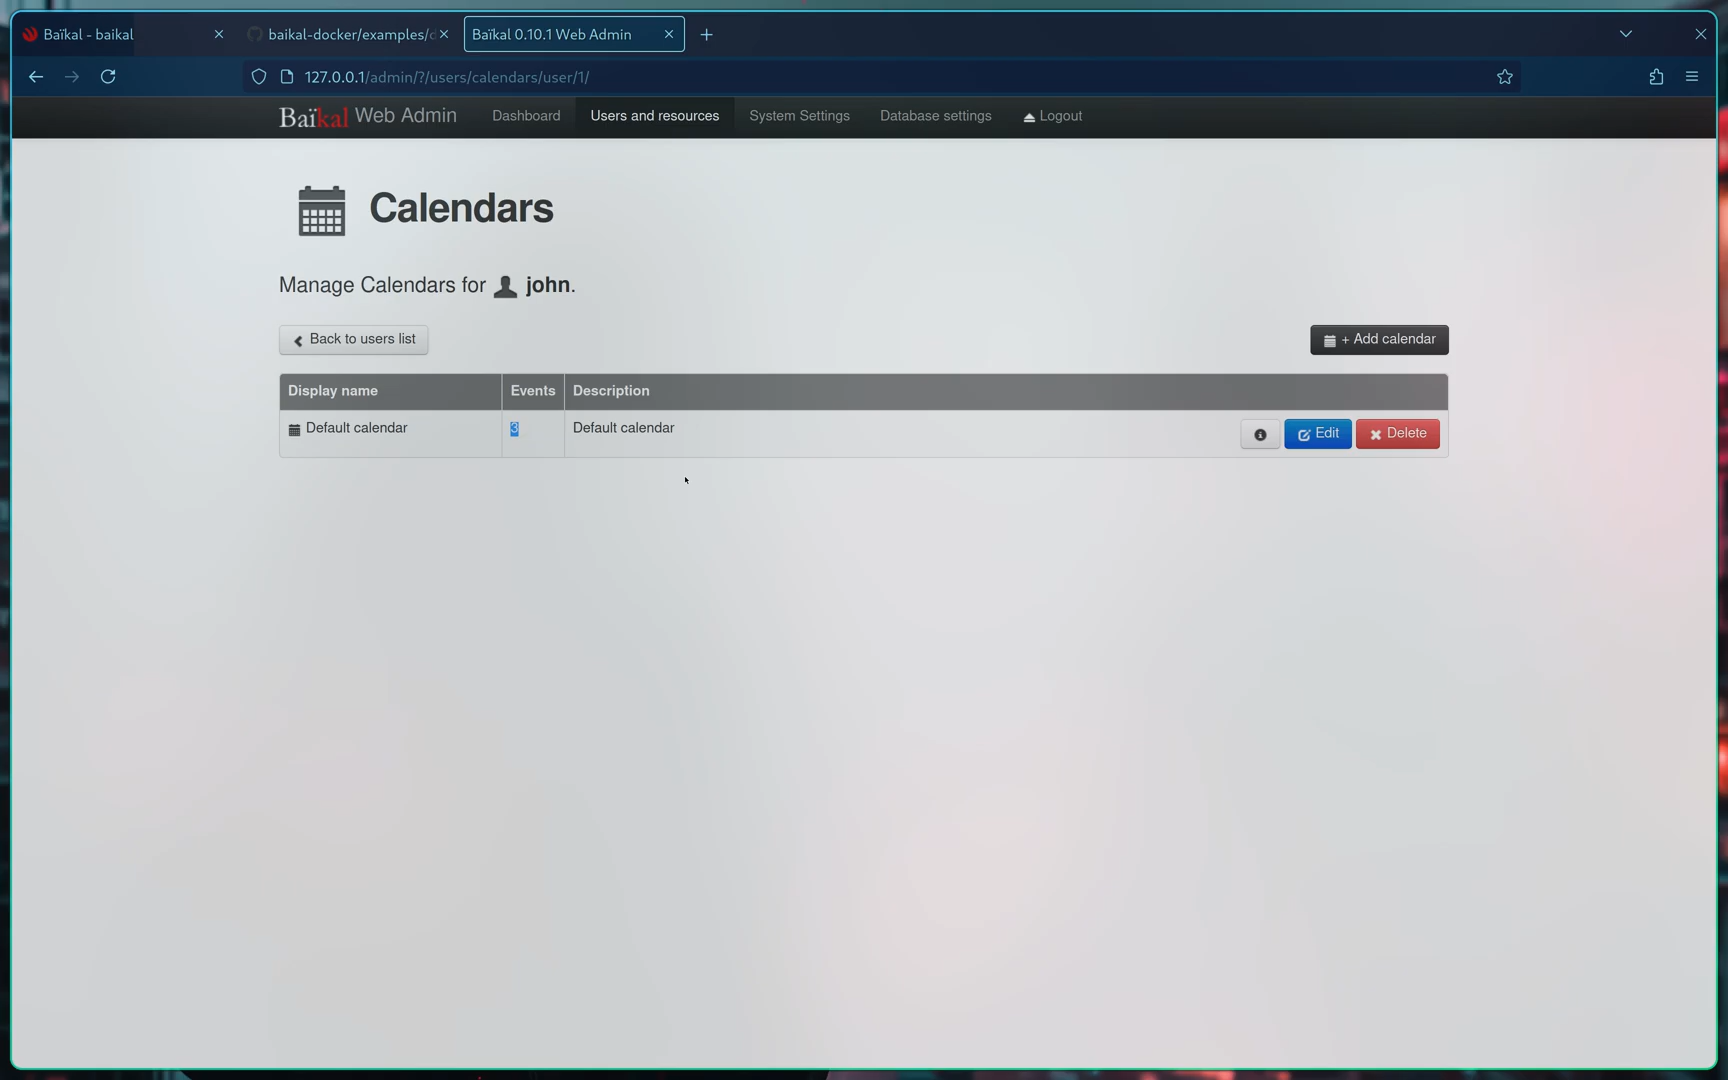 Baïkal - baikal
baikal-docker/examples/
Baïkal 0.10.1 Web Admin
127.0.0.1/admin/?/users/calendars/user/1/
Baïkal Web Admin
Dashboard
Users and resources
System Settings
Database settings
Logout
Calendars
Manage Calendars for john.
Back to users list
+ Add calendar
Display name Events Description
Default calendar 3 Default calendar
Edit
Delete